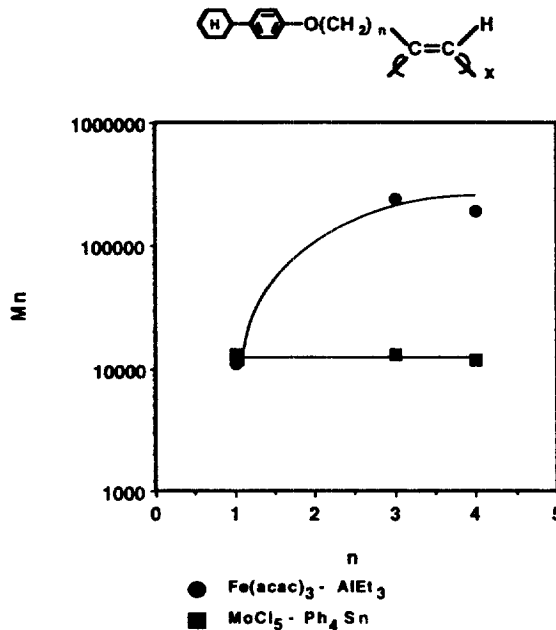 H
O(CH2)n
C=C
H
x
1000000
100000
10000
1000
Mn
0 1 2 3 4 5
n
Fe(acac)3 - AlEt3
MoCl5 - Ph4Sn